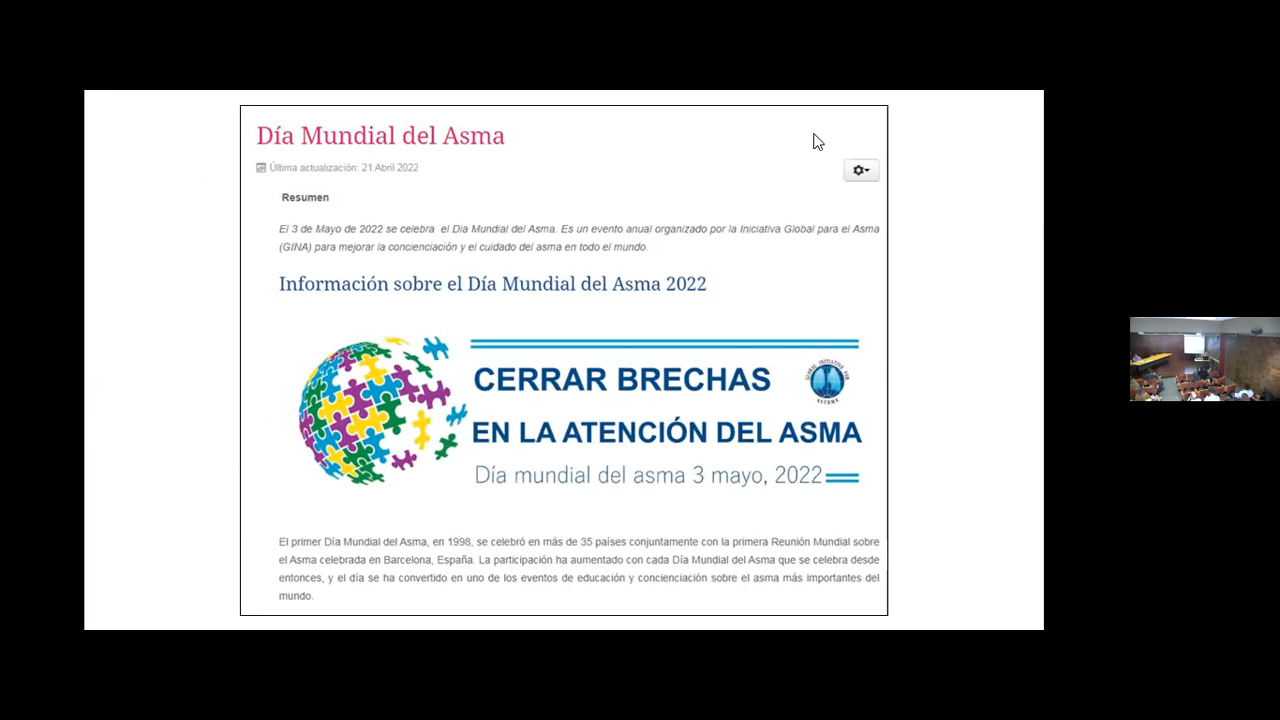 Día Mundial del Asma
Última actualización: 21 Abril 2022
Resumen
El 3 de Mayo de 2022 se celebra el Día Mundial del Asma. Es un evento anual organizado por la Iniciativa Global para el Asma
(GINA) para mejorar la concienciación y el cuidado del asma en todo el mundo.
Información sobre el Día Mundial del Asma 2022
CERRAR BRECHAS
GLOBAL INITIATIVE FOR
ASTHMA
EN LA ATENCIÓN DEL ASMA
Día mundial del asma 3 mayo, 2022
El primer Día Mundial del Asma, en 1998, se celebró en más de 35 países conjuntamente con la primera Reunión Mundial sobre
el Asma celebrada en Barcelona, España. La participación ha aumentado con cada Día Mundial del Asma que se celebra desde
entonces, y el día se ha convertido en uno de los eventos de educación y concienciación sobre el asma más importantes del
mundo.